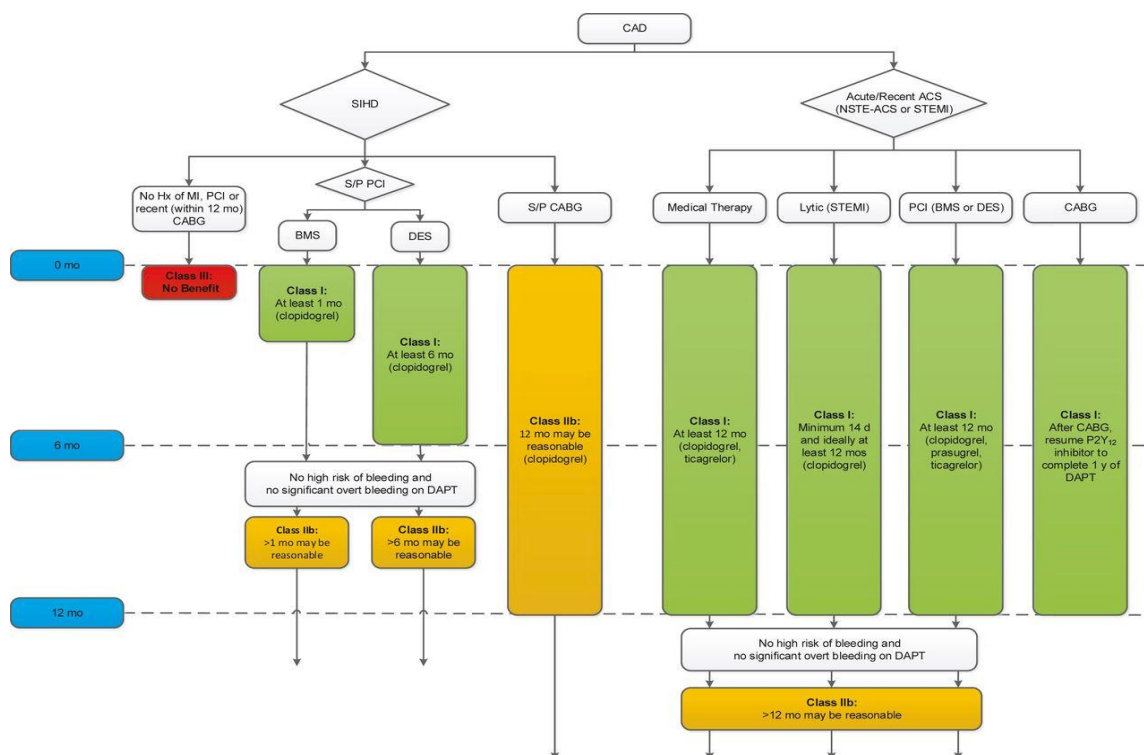 CAD
SIHD
Acute/Recent ACS
(NSTE-ACS or STEMI)
No Hx of MI, PCI or
recent (within 12 mo)
CABG
S/P PCI
S/P CABG
Medical Therapy
Lytic (STEMI)
PCI (BMS or DES)
CABG
BMS
DES
0 mo
Class III:
No Benefit
Class I:
At least 1 mo
(clopidogrel)
Class I:
At least 6 mo
(clopidogrel)
Class IIb:
12 mo may be
reasonable
(clopidogrel)
Class I:
At least 12 mo
(clopidogrel,
ticagrelor)
Class I:
Minimum 14 d
and ideally at
least 12 mos
(clopidogrel)
Class I:
At least 12 mo
(clopidogrel,
prasugrel,
ticagrelor)
Class I:
After CABG,
resume P2Y12
inhibitor to
complete 1 y of
DAPT
6 mo
No high risk of bleeding and
no significant overt bleeding on DAPT
Class IIb:
>1 mo may be
reasonable
Class IIb:
>6 mo may be
reasonable
12 mo
No high risk of bleeding and
no significant overt bleeding on DAPT
Class IIb:
>12 mo may be reasonable